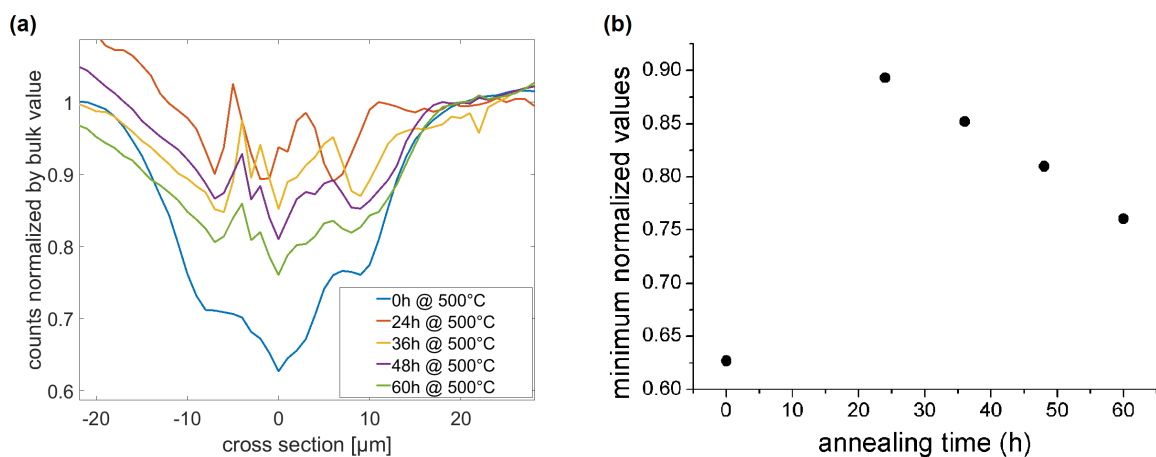 (a)
counts normalized by bulk value
1
0.9
0.8
0.7
0.6
-20
-10
0
10
20
cross section [µm]
0h @ 500°C
24h @ 500°C
36h @ 500°C
48h @ 500°C
60h @ 500°C
(b)
minimum normalized values
0.90
0.85
0.80
0.75
0.70
0.65
0.60
0
10
20
30
40
50
60
annealing time (h)